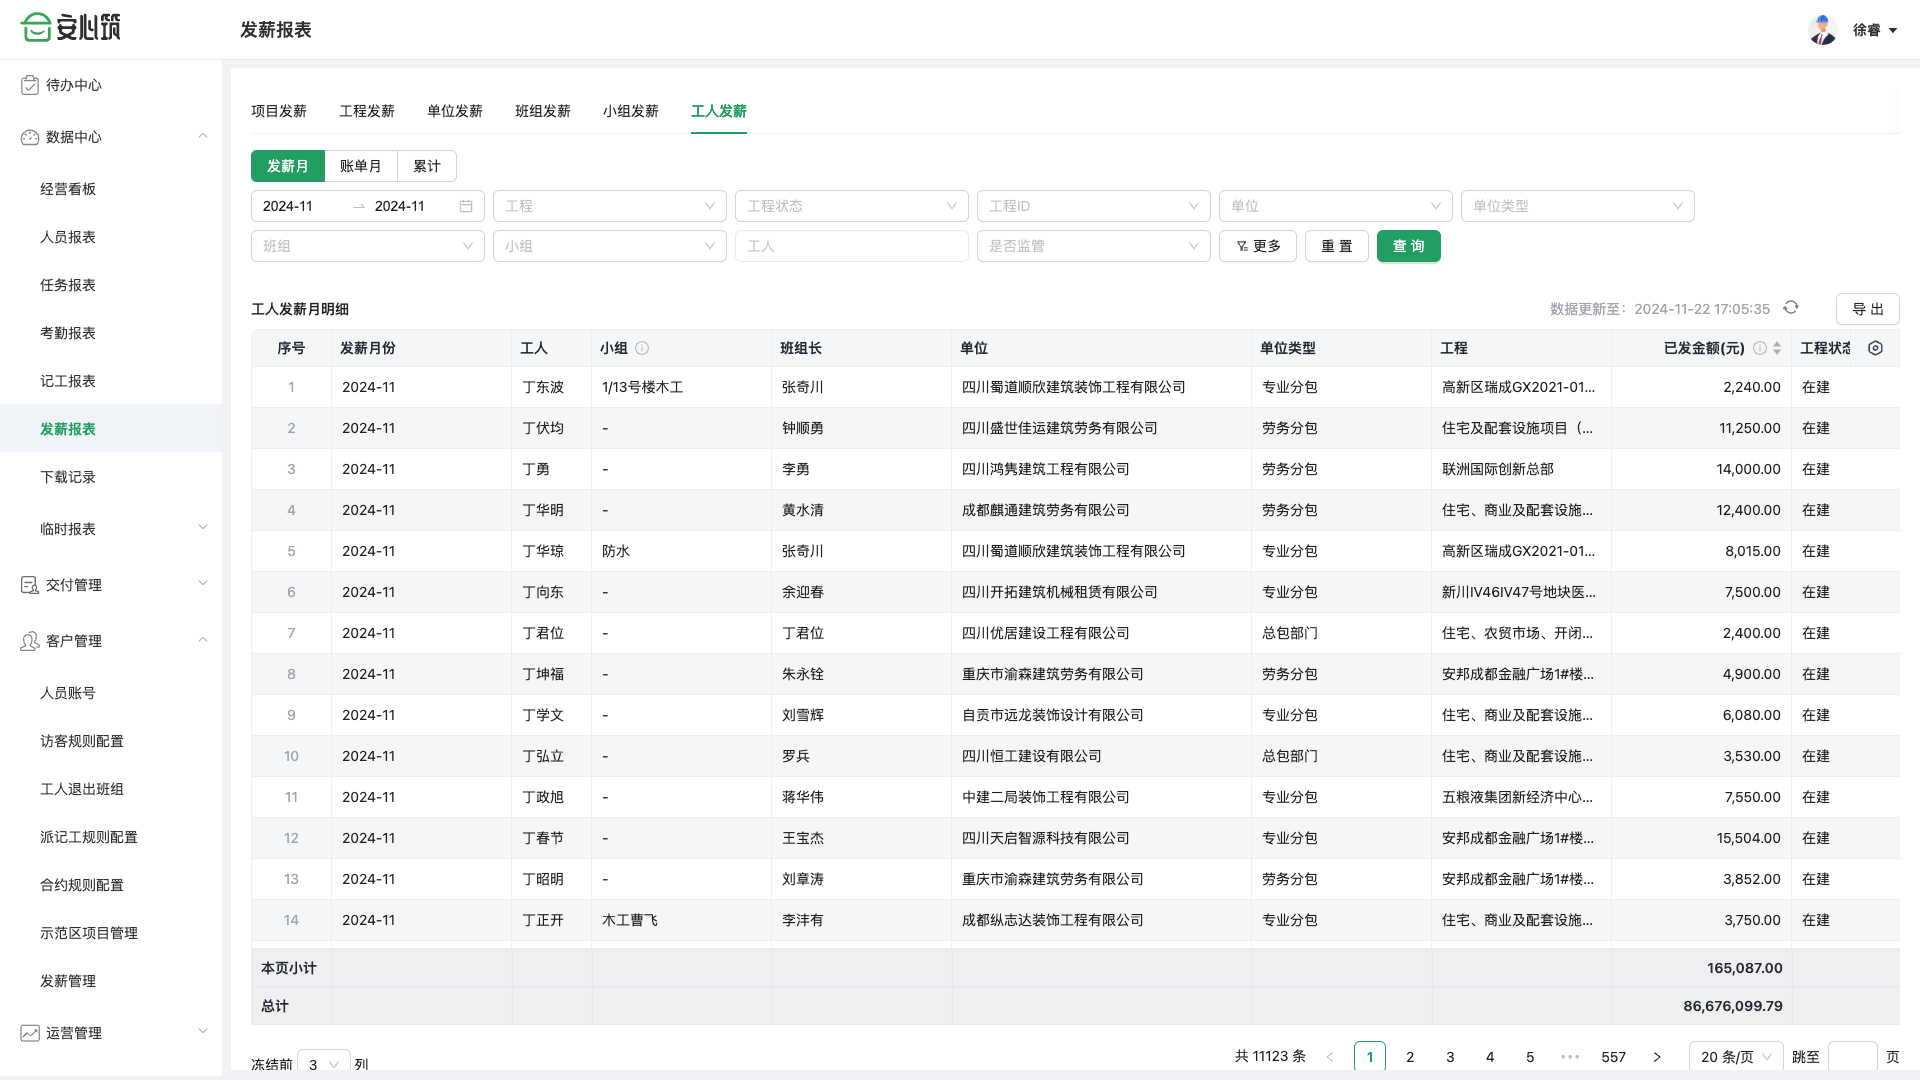 安心筑
发薪报表
徐睿
待办中心
数据中心
经营看板
人员报表
任务报表
考勤报表
记工报表
发薪报表
下载记录
临时报表
交付管理
客户管理
人员账号
访客规则配置
工人退出班组
派记工规则配置
合约规则配置
示范区项目管理
发薪管理
运营管理
项目发薪 工程发薪 单位发薪 班组发薪 小组发薪 工人发薪
发薪月 账单月 累计
2024-11 → 2024-11 工程 工程状态 工程ID 单位 单位类型
班组 小组 工人 是否监管 更多 重 置 查 询
工人发薪月明细 数据更新至: 2024-11-22 17:05:35 导 出
序号 发薪月份 工人 小组 班组长 单位 单位类型 工程 已发金额(元) 工程状态
1 2024-11 丁东波 1/13号楼木工 张奇川 四川蜀道顺欣建筑装饰工程有限公司 专业分包 高新区瑞成GX2021-01... 2,240.00 在建
2 2024-11 丁伏均 - 钟顺勇 四川盛世佳运建筑劳务有限公司 劳务分包 住宅及配套设施项目（... 11,250.00 在建
3 2024-11 丁勇 - 李勇 四川鸿隽建筑工程有限公司 劳务分包 联洲国际创新总部 14,000.00 在建
4 2024-11 丁华明 - 黄水清 成都麒通建筑劳务有限公司 劳务分包 住宅、商业及配套设施... 12,400.00 在建
5 2024-11 丁华琼 防水 张奇川 四川蜀道顺欣建筑装饰工程有限公司 专业分包 高新区瑞成GX2021-01... 8,015.00 在建
6 2024-11 丁向东 - 余迎春 四川开拓建筑机械租赁有限公司 专业分包 新川IV46IV47号地块医... 7,500.00 在建
7 2024-11 丁君位 - 丁君位 四川优居建设工程有限公司 总包部门 住宅、农贸市场、开闭... 2,400.00 在建
8 2024-11 丁坤福 - 朱永铨 重庆市渝森建筑劳务有限公司 劳务分包 安邦成都金融广场1#楼... 4,900.00 在建
9 2024-11 丁学文 - 刘雪辉 自贡市远龙装饰设计有限公司 专业分包 住宅、商业及配套设施... 6,080.00 在建
10 2024-11 丁弘立 - 罗兵 四川恒工建设有限公司 总包部门 住宅、商业及配套设施... 3,530.00 在建
11 2024-11 丁政旭 - 蒋华伟 中建二局装饰工程有限公司 专业分包 五粮液集团新经济中心... 7,550.00 在建
12 2024-11 丁春节 - 王宝杰 四川天启智源科技有限公司 专业分包 安邦成都金融广场1#楼... 15,504.00 在建
13 2024-11 丁昭明 - 刘章涛 重庆市渝森建筑劳务有限公司 劳务分包 安邦成都金融广场1#楼... 3,852.00 在建
14 2024-11 丁正开 木工曹飞 李沣有 成都纵志达装饰工程有限公司 专业分包 住宅、商业及配套设施... 3,750.00 在建
本页小计 165,087.00
总计 86,676,099.79
冻结前 3 列 共 11123 条 < 1 2 3 4 5 ••• 557 > 20 条/页 跳至 页